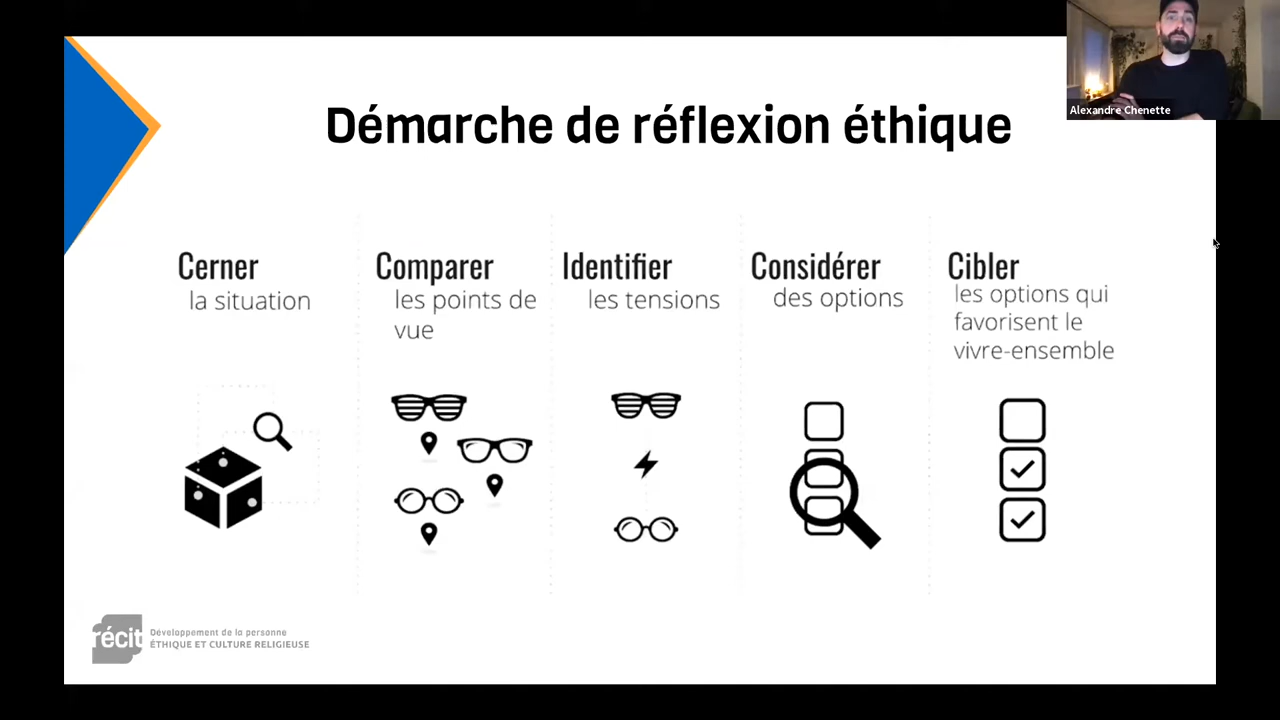 Alexandre Chenette
Démarche de réflexion éthique
Cerner
la situation
Comparer
les points de
vue
Identifier
les tensions
Considérer
des options
Cibler
les options qui
favorisent le
vivre-ensemble
récit
Développement de la personne
ÉTHIQUE ET CULTURE RELIGIEUSE